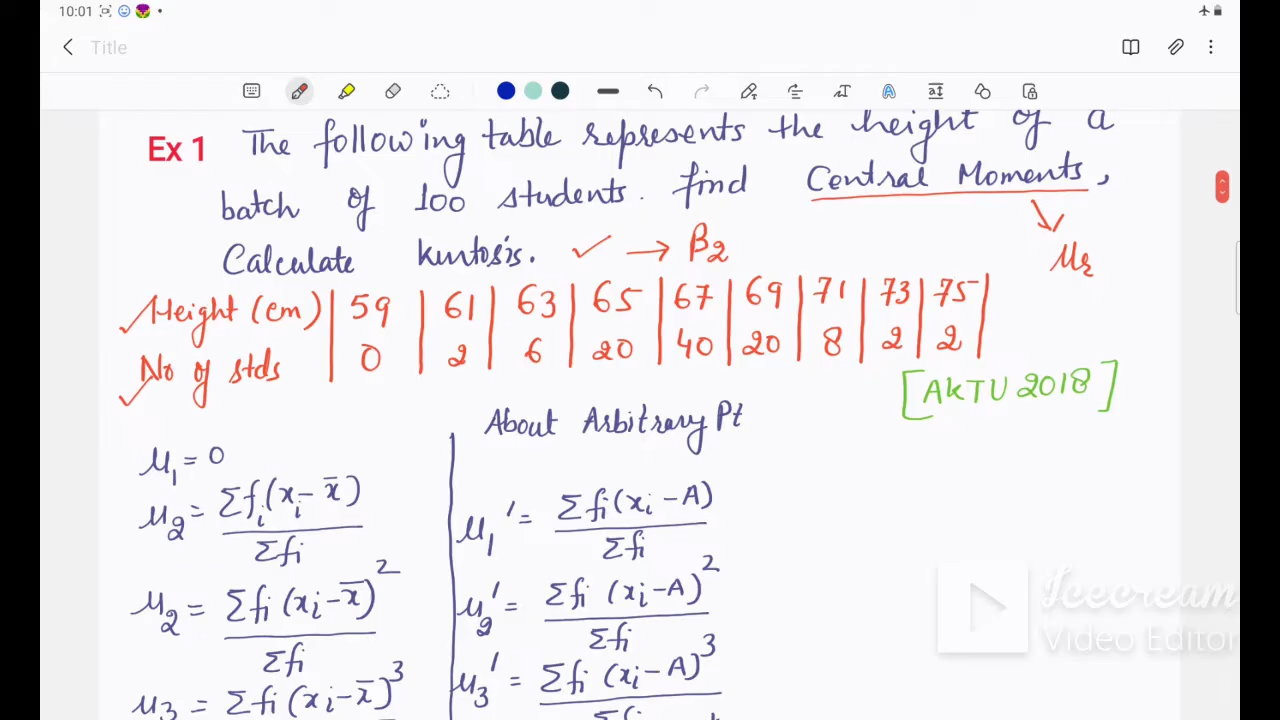 10:01
Title
Ex 1 The following table represents the height of a
batch of 100 students. find Central Moments,
Calculate kurtosis. ✓ → β2
μr
Height (cm) | 59 | 61 | 63 | 65 | 67 | 69 | 71 | 73 | 75 |
No of stds | 0 | 2 | 6 | 20 | 40 | 20 | 8 | 2 | 2 |
[AKTU 2018]
About Arbitrary Pt
μ1 = 0
μ2 = Σfi(xi - x̄) / Σfi
μ2 = Σfi (xi - x̄)² / Σfi
μ3 = Σfi (xi - x̄)³
μ1' = Σfi(xi - A) / Σfi
μ2' = Σfi (xi - A)² / Σfi
μ3' = Σfi (xi - A)³
Icecream
Video Editor